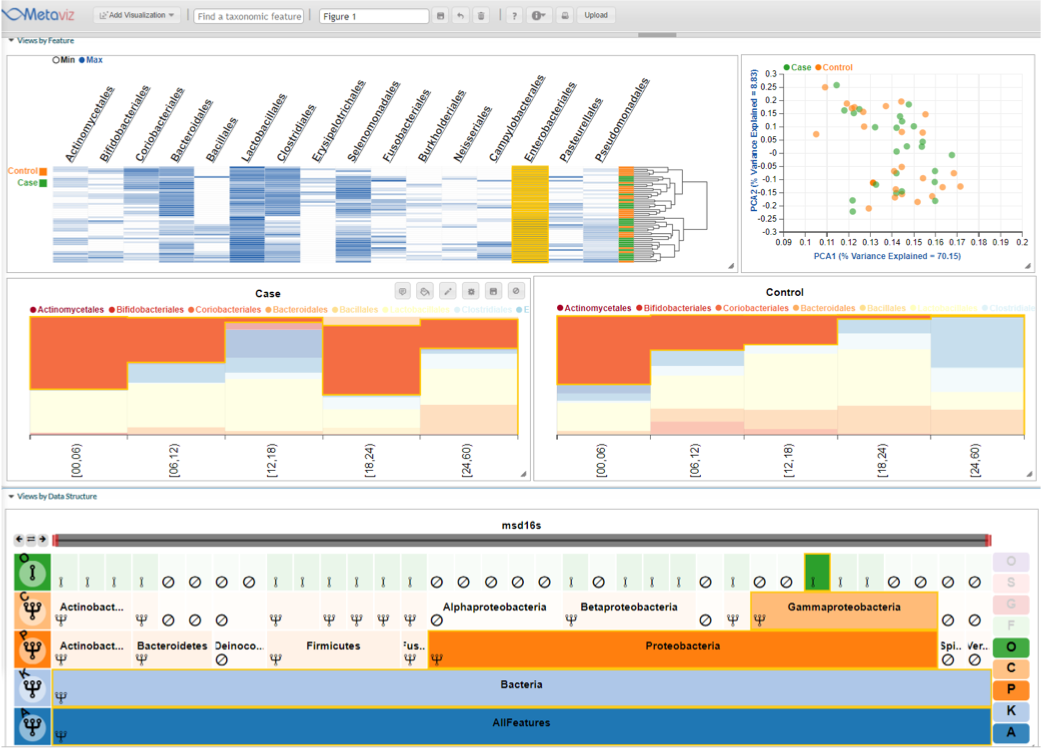 Metaviz Add Visualization Find a taxonomic feature Figure 1 ? i Upload
Views by Feature
Min Max
Actinomycetales Bifidobacteriales Coriobacteriales Bacteroidales Bacillales Lactobacillales Clostridiales Erysipelotrichales Selenomonadales Fusobacteriales Burkholderiales Neisseriales Campylobacterales Enterobacteriales Pasteurellales Pseudomonadales
Control
Case
Case Control
PCA2 (% Variance Explained = 8.83)
0.3
0.25
0.2
0.15
0.1
0.05
-0
-0.05
-0.1
-0.15
-0.2
-0.25
-0.3
0.09 0.1 0.11 0.12 0.13 0.14 0.15 0.16 0.17 0.18 0.19 0.2
PCA1 (% Variance Explained = 70.15)
Case
Actinomycetales Bifidobacteriales Coriobacteriales Bacteroidales Bacillales Clostridiales E
[00,06) [06,12) [12,18) [18,24) [24,60)
Control
Actinomycetales Bifidobacteriales Coriobacteriales Bacteroidales Bacillales
[00,06) [06,12) [12,18) [18,24) [24,60)
Views by Data Structure
msd16s
O O
S
C Actinobact... Alphaproteobacteria Betaproteobacteria Gammaproteobacteria G
F
P Actinobact... Bacteroidetes Deinoco... Firmicutes Fus... Proteobacteria Spi... Ver... O
C
K Bacteria P
K
A AllFeatures A